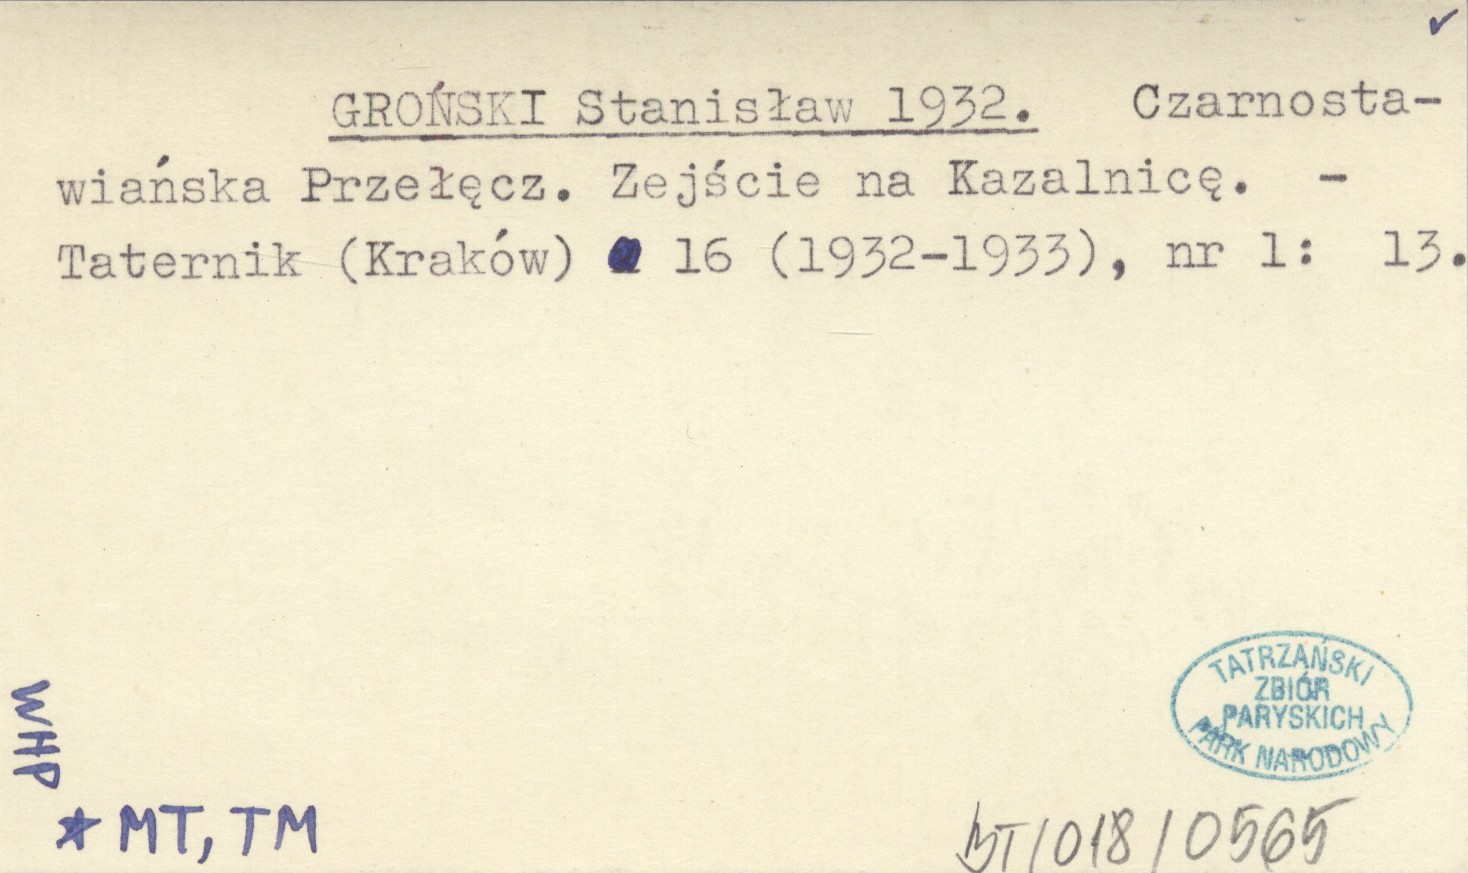 ✓
GROŃSKI Stanisław 1932. Czarnosta-
wiańska Przełęcz. Zejście na Kazalnicę. -
Taternik (Kraków) 16 (1932-1933), nr 1: 13.
TATRZAŃSKI
ZBIÓR
PARYSKICH
PARK NARODOWY
WHP
* MT, TM
BT/018/0565